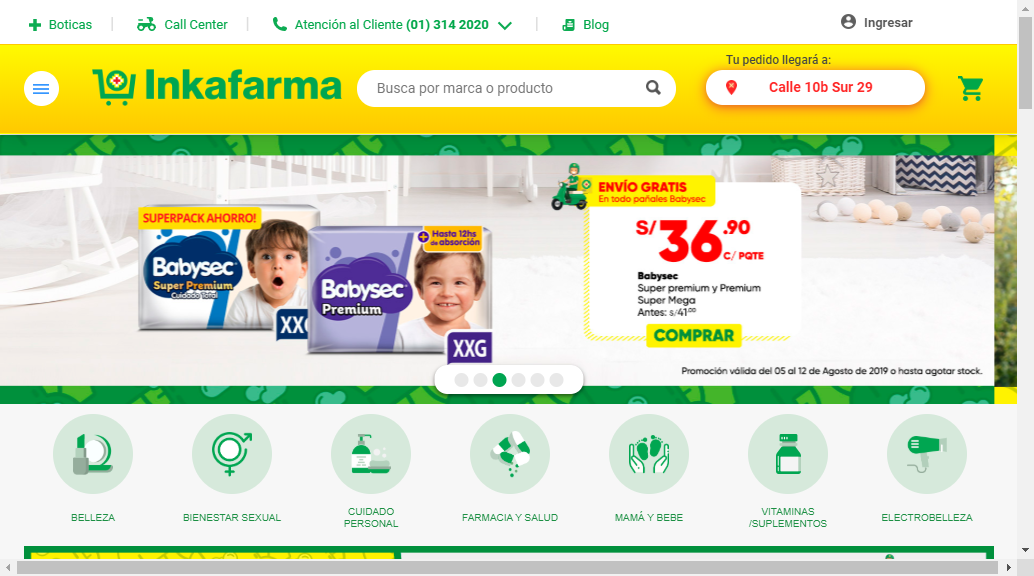 Boticas
Call Center
Atención al Cliente (01) 314 2020
Blog
Ingresar
Tu pedido llegará a:
Inkafarma
Busca por marca o producto
Calle 10b Sur 29
ENVÍO GRATIS
En todo pañales Babysec
SUPERPACK AHORRO!
+ Hasta 12hs
de absorción
S/36.90
C/ PQTE
Babysec
Super Premium
Cuidado Total
XXG
Babysec
Premium
XXG
Babysec
Super premium y Premium
Super Mega
Antes: s/41⁰⁰
COMPRAR
Promoción válida del 05 al 12 de Agosto de 2019 o hasta agotar stock.
BELLEZA
BIENESTAR SEXUAL
CUIDADO
PERSONAL
FARMACIA Y SALUD
MAMÁ Y BEBE
VITAMINAS
/SUPLEMENTOS
ELECTROBELLEZA